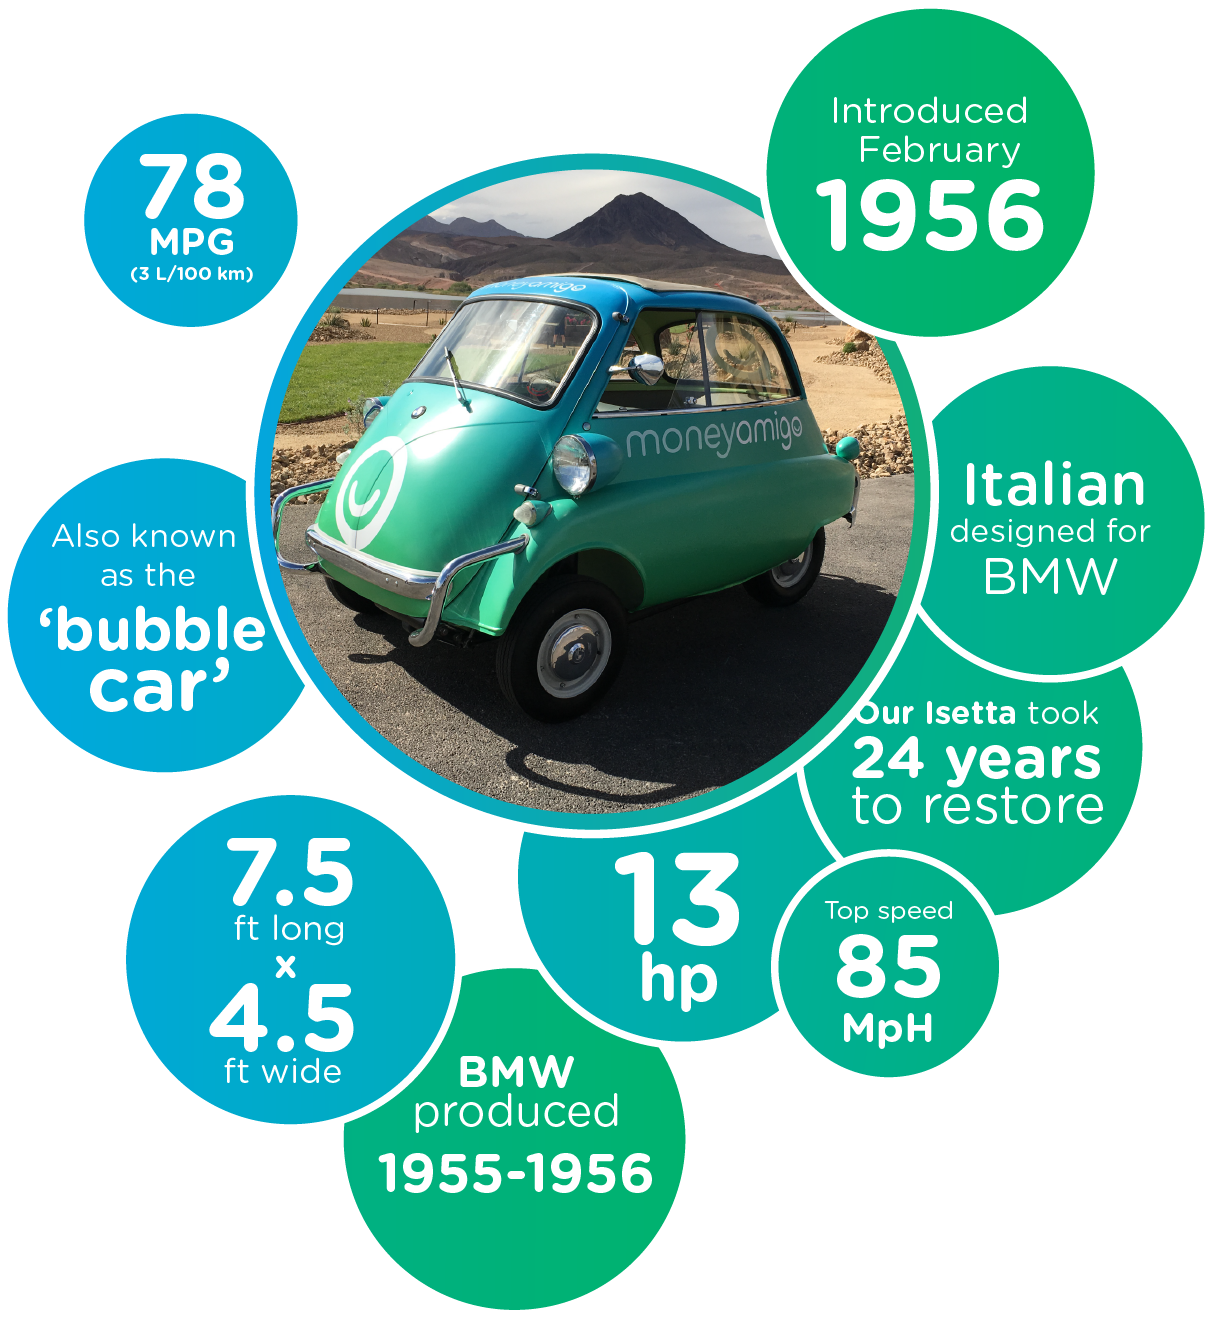 Introduced
February
1956
78
MPG
(3 L/100 km)
moneyamigo
Italian
designed for
BMW
Also known
as the
‘bubble
car’
Our Isetta took
24 years
to restore
7.5
ft long
x
4.5
ft wide
13
hp
Top speed
85
MpH
BMW
produced
1955-1956